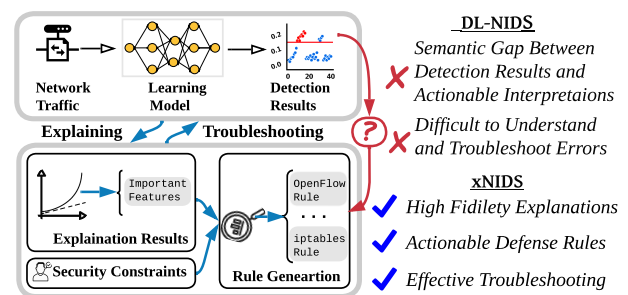 0.2
0.1
0.0
0 20 40
Network
Traffic
Learning
Model
Detection
Results
Explaining
Troubleshooting
?
Important
Features
Explaination Results
Security Constraints
OpenFlow
Rule
...
iptables
Rule
Rule Geneartion
DL-NIDS
Semantic Gap Between
Detection Results and
Actionable Interpretaions
Difficult to Understand
and Troubleshoot Errors
xNIDS
High Fidilety Explanations
Actionable Defense Rules
Effective Troubleshooting